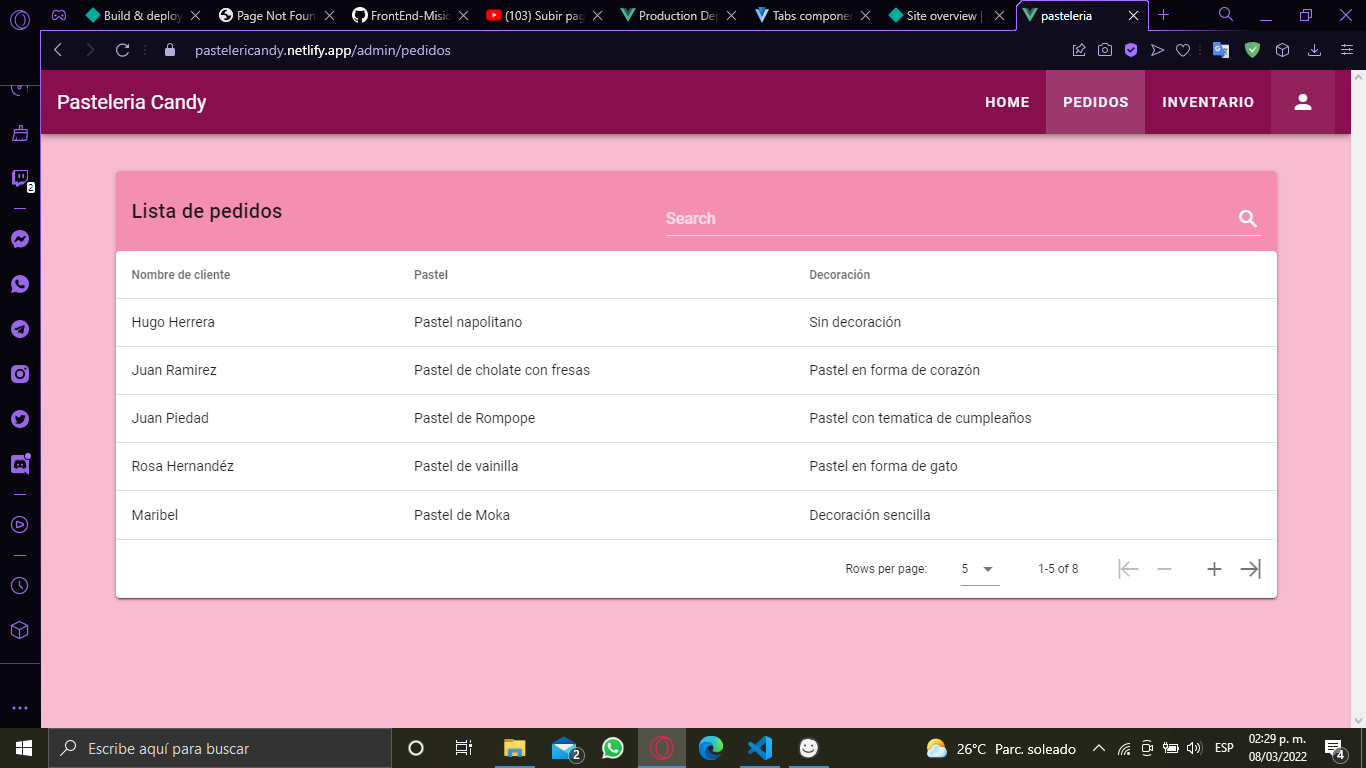 Build & deploy
Page Not Foun
FrontEnd-Misic
(103) Subir pag
Production De
Tabs compone
Site overview |
pasteleria
pastelericandy.netlify.app/admin/pedidos
Pasteleria Candy
HOME
PEDIDOS
INVENTARIO
2
Lista de pedidos
Search
Nombre de cliente Pastel Decoración
Hugo Herrera Pastel napolitano Sin decoración
Juan Ramirez Pastel de cholate con fresas Pastel en forma de corazón
Juan Piedad Pastel de Rompope Pastel con tematica de cumpleaños
Rosa Hernandéz Pastel de vainilla Pastel en forma de gato
Maribel Pastel de Moka Decoración sencilla
Rows per page: 5 1-5 of 8
Escribe aquí para buscar
2
26°C Parc. soleado
ESP
02:29 p. m.
08/03/2022
4